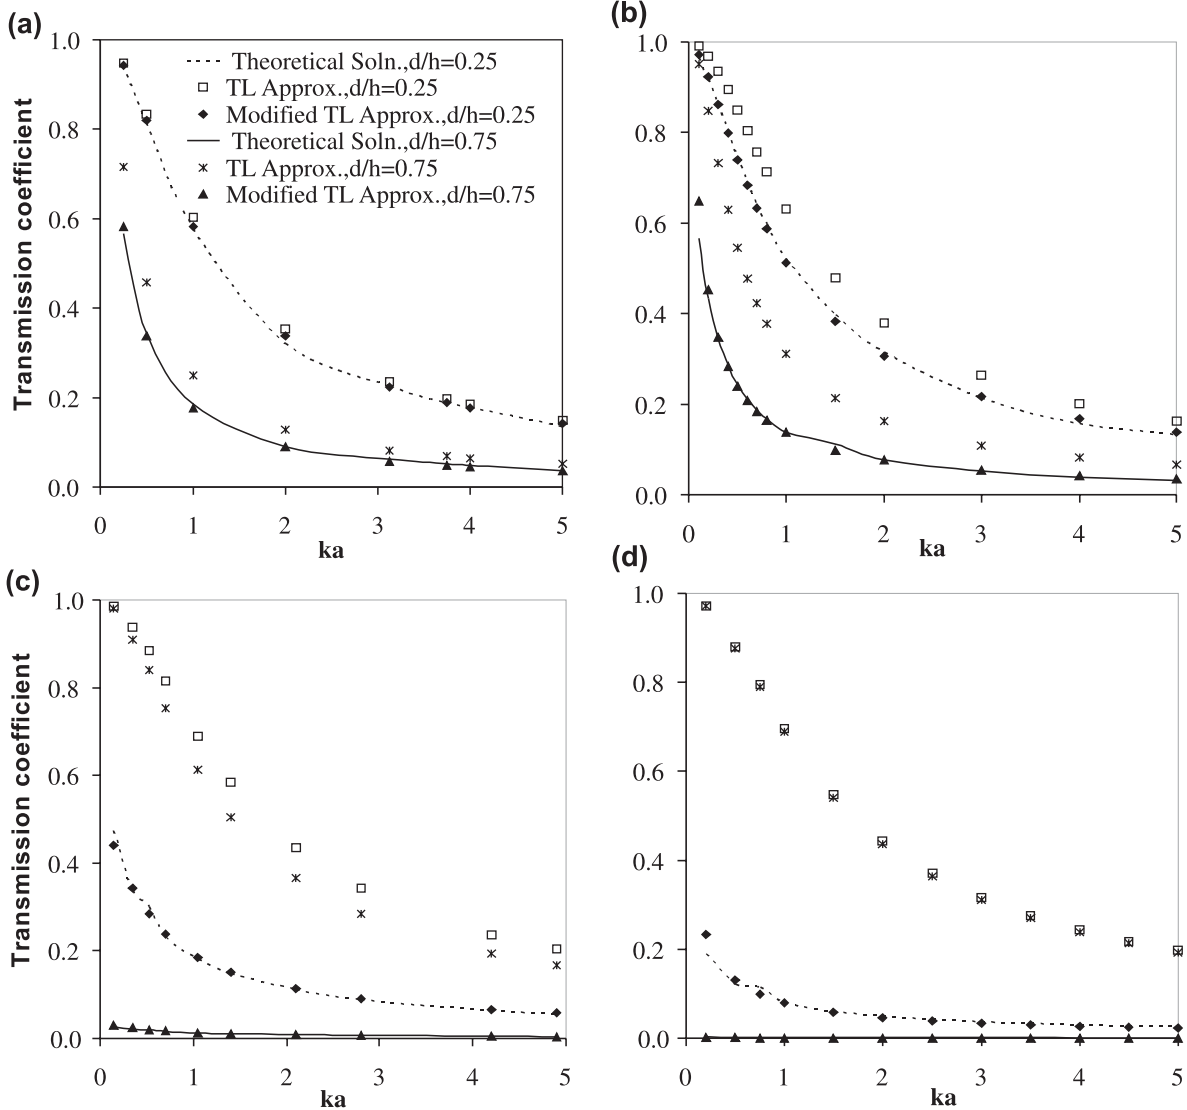 (a)
1.0
0.8
0.6
0.4
0.2
0.0
0 1 2 3 4 5
Transmission coefficient
ka
Theoretical Soln.,d/h=0.25
TL Approx.,d/h=0.25
Modified TL Approx.,d/h=0.25
Theoretical Soln.,d/h=0.75
TL Approx.,d/h=0.75
Modified TL Approx.,d/h=0.75
(b)
1.0
0.8
0.6
0.4
0.2
0.0
0 1 2 3 4 5
ka
(c)
1.0
0.8
0.6
0.4
0.2
0.0
0 1 2 3 4 5
Transmission coefficient
ka
(d)
1.0
0.8
0.6
0.4
0.2
0.0
0 1 2 3 4 5
ka